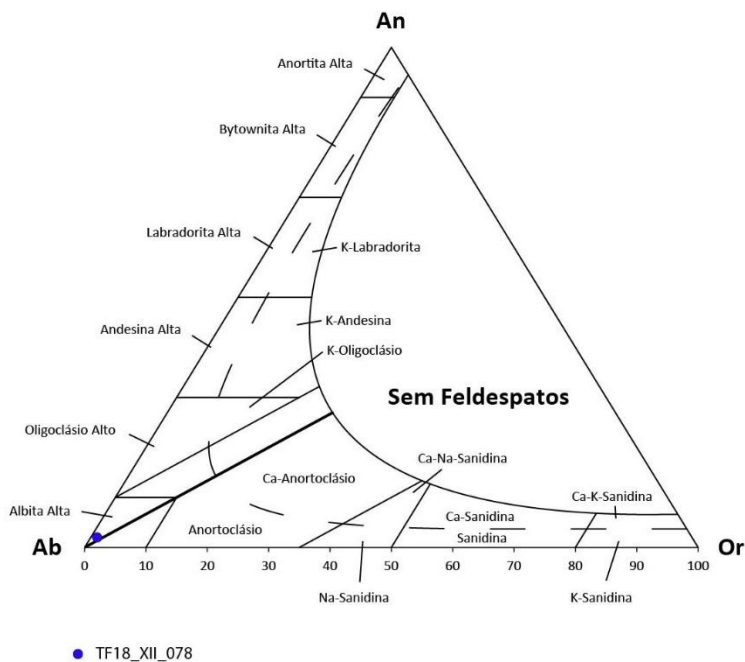 An
Anortita Alta
Bytownita Alta
Labradorita Alta
K-Labradorita
Andesina Alta
K-Andesina
K-Oligoclásio
Sem Feldespatos
Oligoclásio Alto
Ca-Na-Sanidina
Ca-Anortoclásio
Ca-K-Sanidina
Albita Alta
Ca-Sanidina
Anortoclásio
Sanidina
Ab
Or
0 10 20 30 40 50 60 70 80 90 100
Na-Sanidina
K-Sanidina
TF18_XII_078